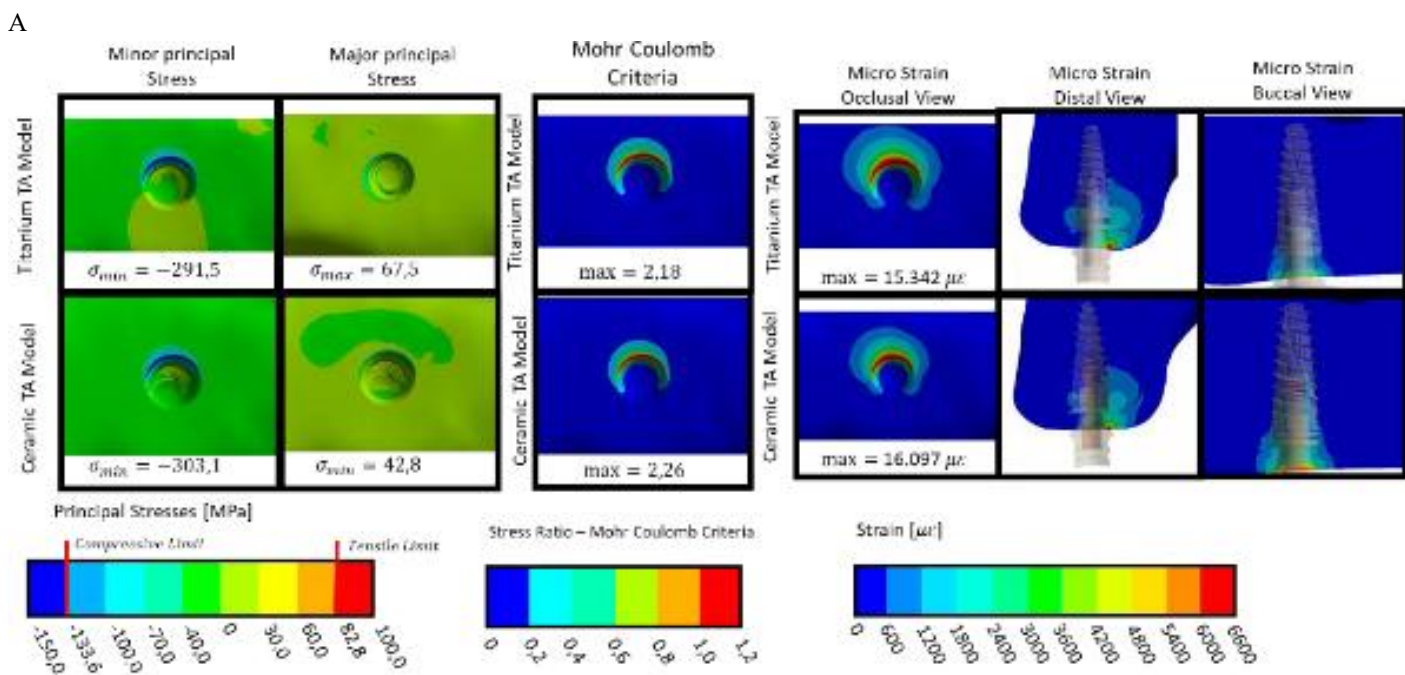 A
Minor principal
Stress
Major principal
Stress
Mohr Coulomb
Criteria
Micro Strain
Occlusal View
Micro Strain
Distal View
Micro Strain
Buccal View
Titanium TA Model
σmin = −291,5
σmax = 67,5
Titanium TA Model
max = 2,18
Titanium TA Model
max = 15.342 με
Ceramic TA Model
σmin = −303,1
σmin = 42,8
Ceramic TA Model
max = 2,26
Ceramic TA Model
max = 16.097 με
Principal Stresses [MPa]
Compressive Limit
Tensile Limit
-150,0
-133,6
-100,0
-70,0
-40,0
0
30,0
60,0
82,8
100,0
Stress Ratio – Mohr Coulomb Criteria
0
0,2
0,4
0,6
0,8
1,0
1,2
Strain [με]
0
600
1200
1800
2400
3000
3600
4200
4800
5400
6000
6600